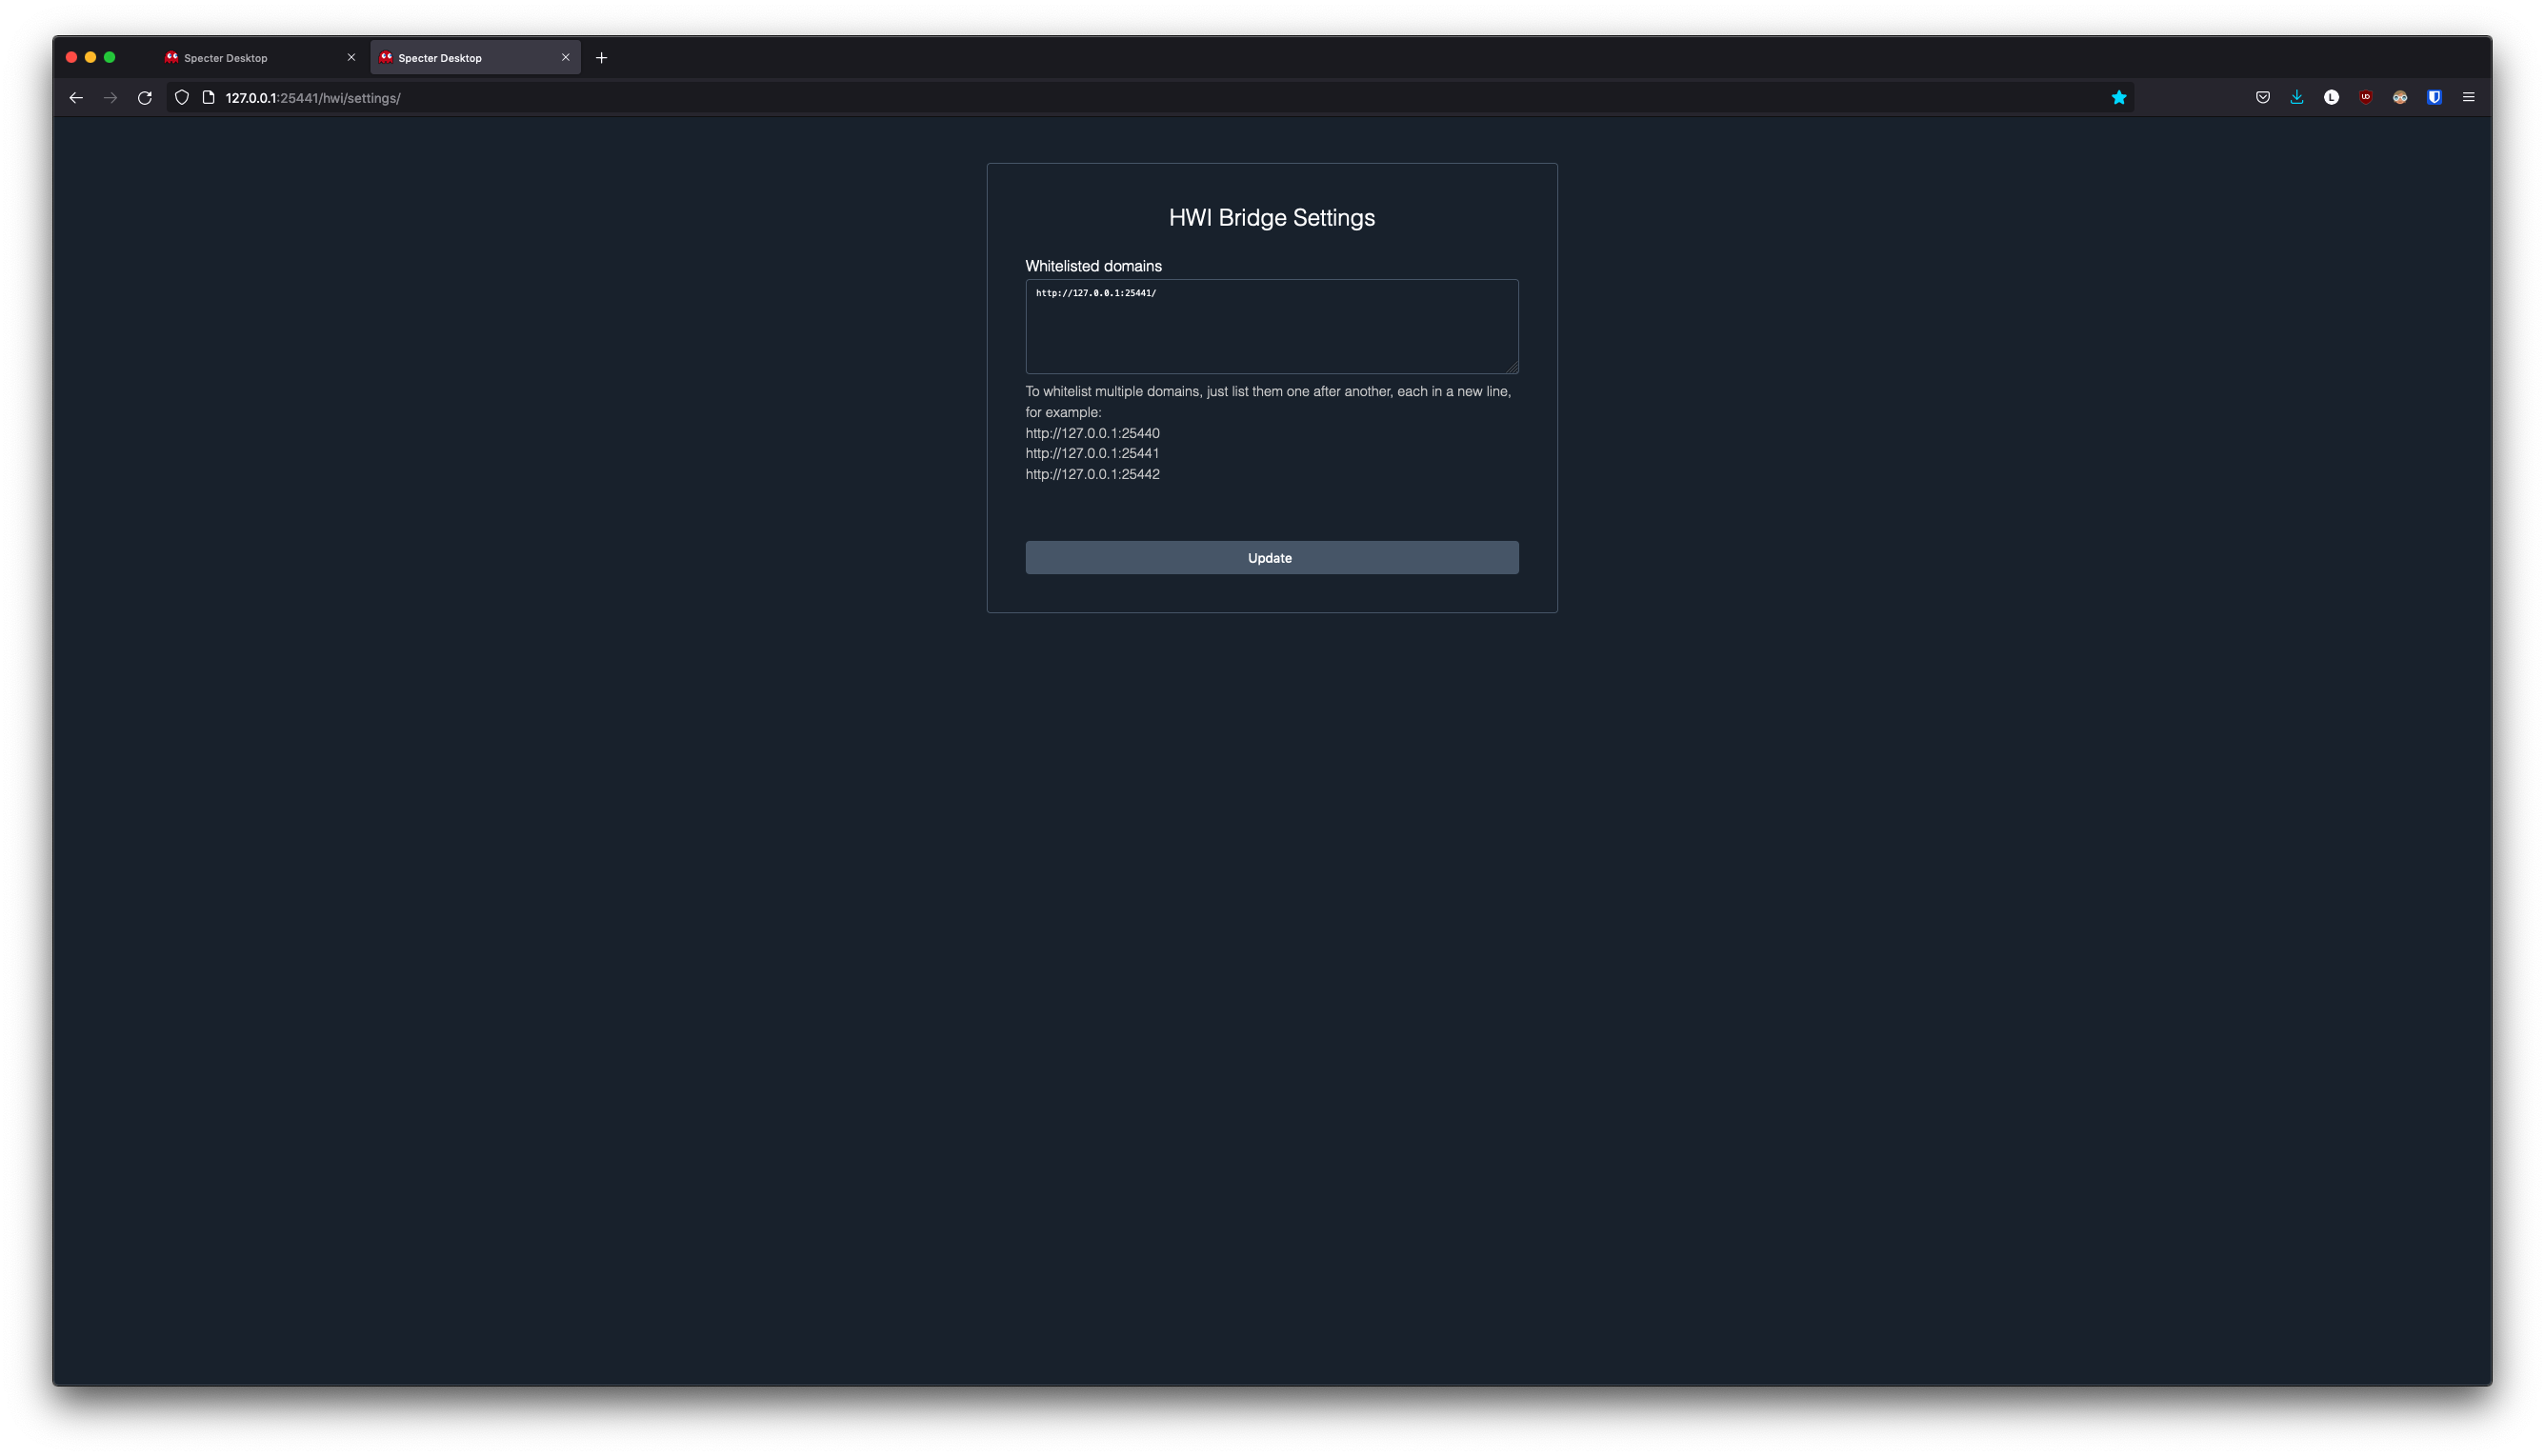 Specter Desktop
Specter Desktop
127.0.0.1:25441/hwi/settings/
HWI Bridge Settings
Whitelisted domains
http://127.0.0.1:25441/
To whitelist multiple domains, just list them one after another, each in a new line,
for example:
http://127.0.0.1:25440
http://127.0.0.1:25441
http://127.0.0.1:25442
Update